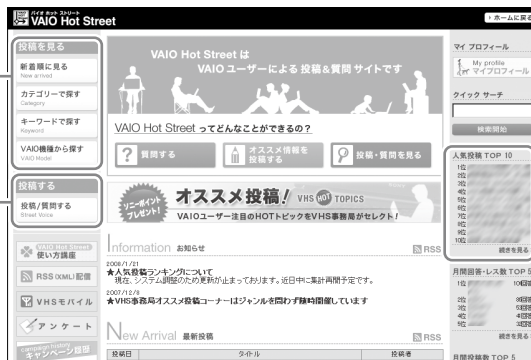 バイオ ホット ストリート
VAIO Hot Street
ホームに戻る
投稿を見る
新着順に見る
New arrived
カテゴリーで探す
Category
キーワードで探す
Keyword
VAIO機種から探す
VAIO Model
投稿する
投稿/質問する
Street Voice
VAIO Hot Street
使い方講座
RSS (XML) 配信
VHSモバイル
アンケート
campaign history
キャンペーン履歴
VAIO Hot Street は
VAIO ユーザーによる 投稿&質問 サイトです
VAIO Hot Street ってどんなことができるの?
質問する
オススメ情報を
投稿する
投稿・質問を見る
ソニーポイント
プレゼント!
オススメ投稿! VHS HOT TOPICS
VAIOユーザー注目のHOTトピックをVHS事務局がセレクト!
Information お知らせ
RSS
2008/1/21
★人気投稿ランキングについて
現在、システム調整のため更新が止まっております。近日中に集計再開予定です。
2007/12/8
★VHS事務局オススメ投稿コーナーはジャンルを問わず随時開催しています
New Arrival 最新投稿
RSS
投稿日
タイトル
投稿者
マイ プロフィール
My profile
マイプロフィール
クイック サーチ
検索開始
人気投稿 TOP 10
1位
2位
3位
4位
5位
6位
7位
8位
9位
10位
続きを見る
月間回答・レス数 TOP 5
1位
2位
3位
4位
5位
続きを見る
月間投稿数 TOP 5